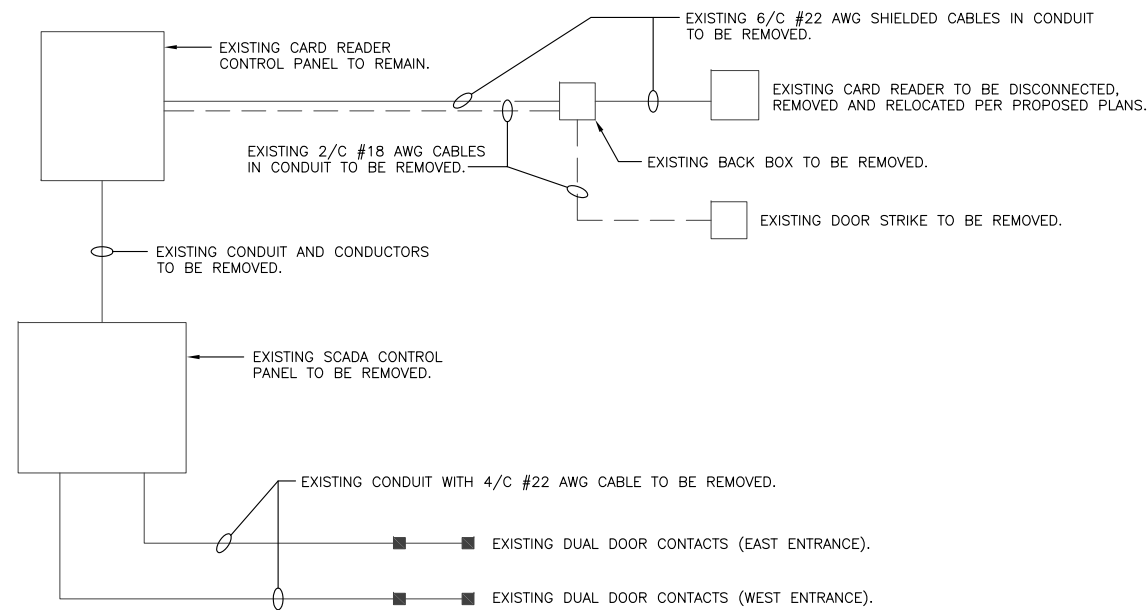 EXISTING 6/C #22 AWG SHIELDED CABLES IN CONDUIT
TO BE REMOVED.
EXISTING CARD READER
CONTROL PANEL TO REMAIN.
EXISTING CARD READER TO BE DISCONNECTED,
REMOVED AND RELOCATED PER PROPOSED PLANS.
EXISTING 2/C #18 AWG CABLES
IN CONDUIT TO BE REMOVED.
EXISTING BACK BOX TO BE REMOVED.
EXISTING DOOR STRIKE TO BE REMOVED.
EXISTING CONDUIT AND CONDUCTORS
TO BE REMOVED.
EXISTING SCADA CONTROL
PANEL TO BE REMOVED.
EXISTING CONDUIT WITH 4/C #22 AWG CABLE TO BE REMOVED.
EXISTING DUAL DOOR CONTACTS (EAST ENTRANCE).
EXISTING DUAL DOOR CONTACTS (WEST ENTRANCE).